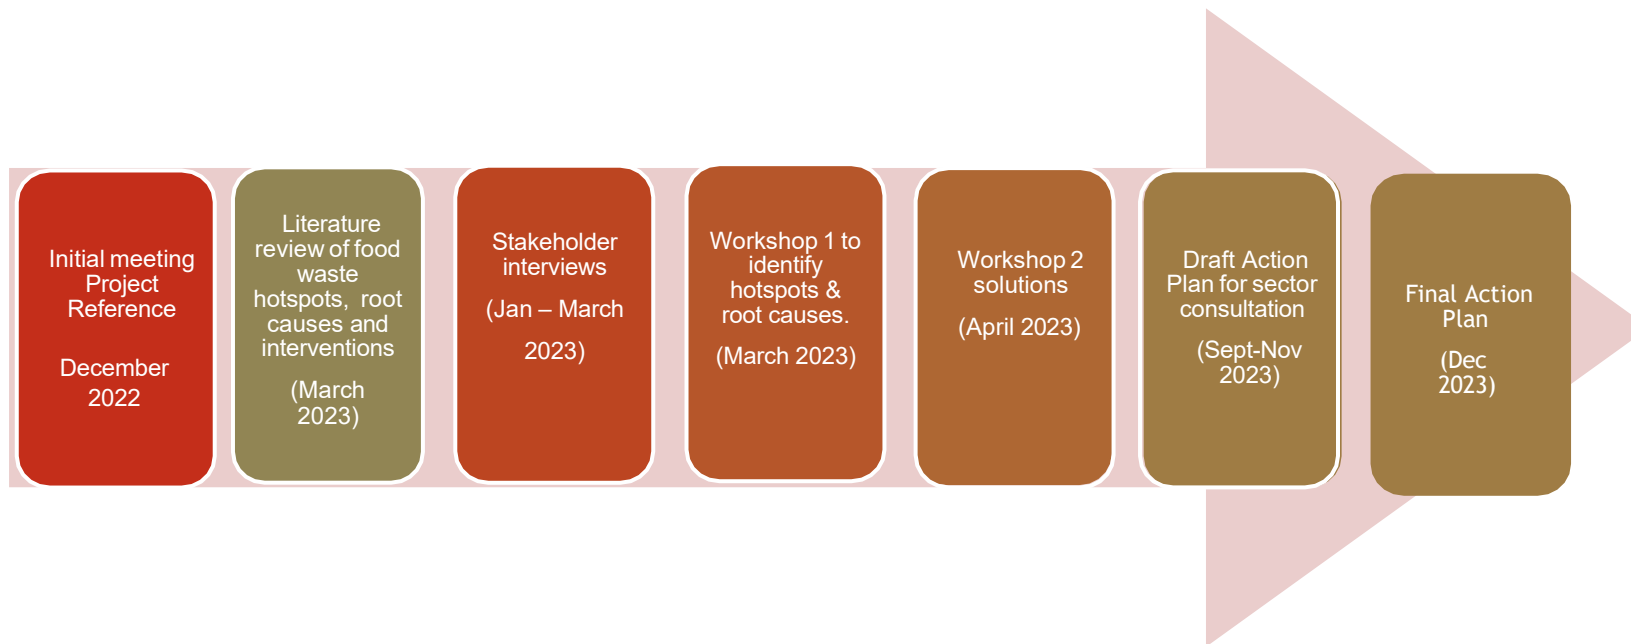 Initial meeting
Project
Reference
December
2022
Literature
review of food
waste
hotspots, root
causes and
interventions
(March
2023)
Stakeholder
interviews
(Jan – March
2023)
Workshop 1 to
identify
hotspots &
root causes.
(March 2023)
Workshop 2
solutions
(April 2023)
Draft Action
Plan for sector
consultation
(Sept-Nov
2023)
Final Action
Plan
(Dec
2023)